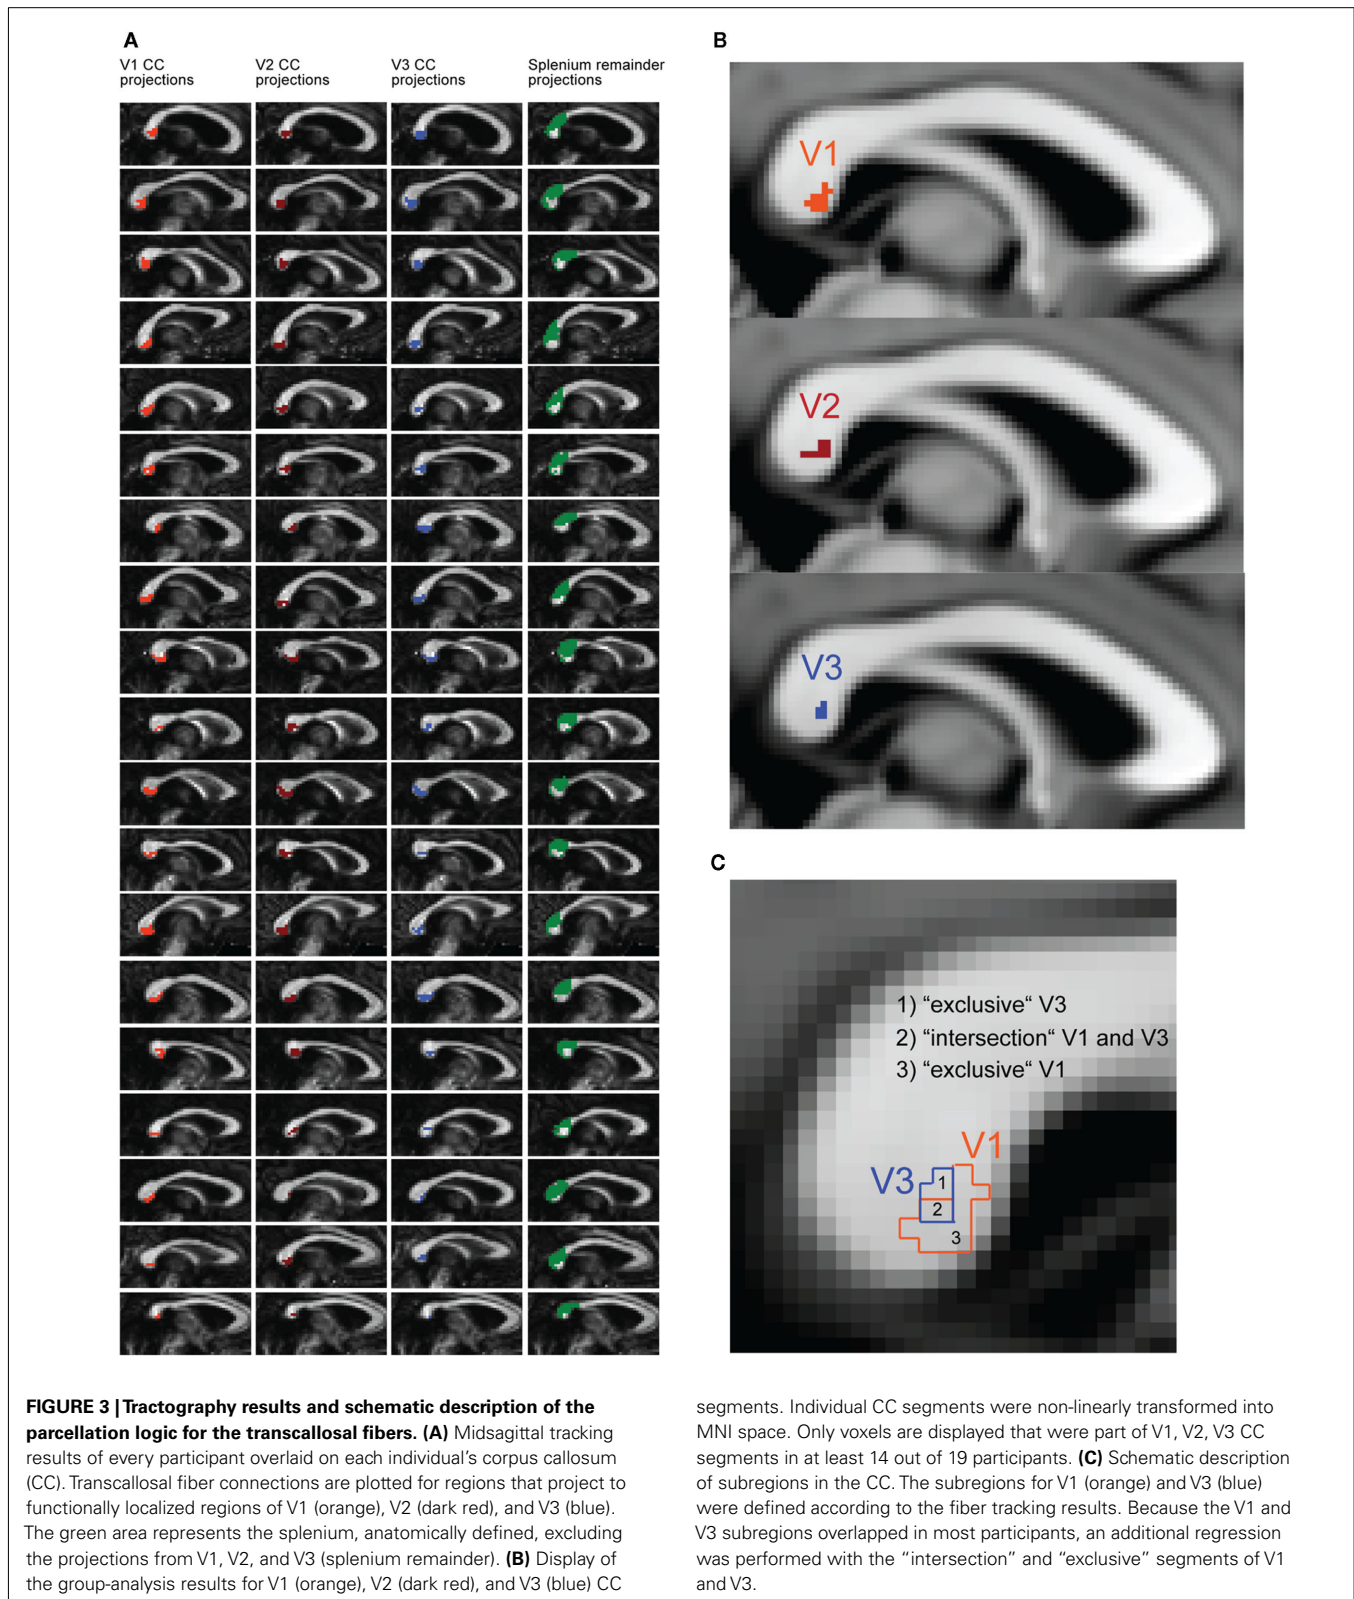 A
V1 CC
projections
V2 CC
projections
V3 CC
projections
Splenium remainder
projections
B
V1
V2
V3
C
1) “exclusive“ V3
2) “intersection“ V1 and V3
3) “exclusive“ V1
V1
V3
1
2
3
FIGURE 3 | Tractography results and schematic description of the
parcellation logic for the transcallosal fibers. (A) Midsagittal tracking
results of every participant overlaid on each individual’s corpus callosum
(CC). Transcallosal fiber connections are plotted for regions that project to
functionally localized regions of V1 (orange), V2 (dark red), and V3 (blue).
The green area represents the splenium, anatomically defined, excluding
the projections from V1, V2, and V3 (splenium remainder). (B) Display of
the group-analysis results for V1 (orange), V2 (dark red), and V3 (blue) CC
segments. Individual CC segments were non-linearly transformed into
MNI space. Only voxels are displayed that were part of V1, V2, V3 CC
segments in at least 14 out of 19 participants. (C) Schematic description
of subregions in the CC. The subregions for V1 (orange) and V3 (blue)
were defined according to the fiber tracking results. Because the V1 and
V3 subregions overlapped in most participants, an additional regression
was performed with the “intersection” and “exclusive” segments of V1
and V3.